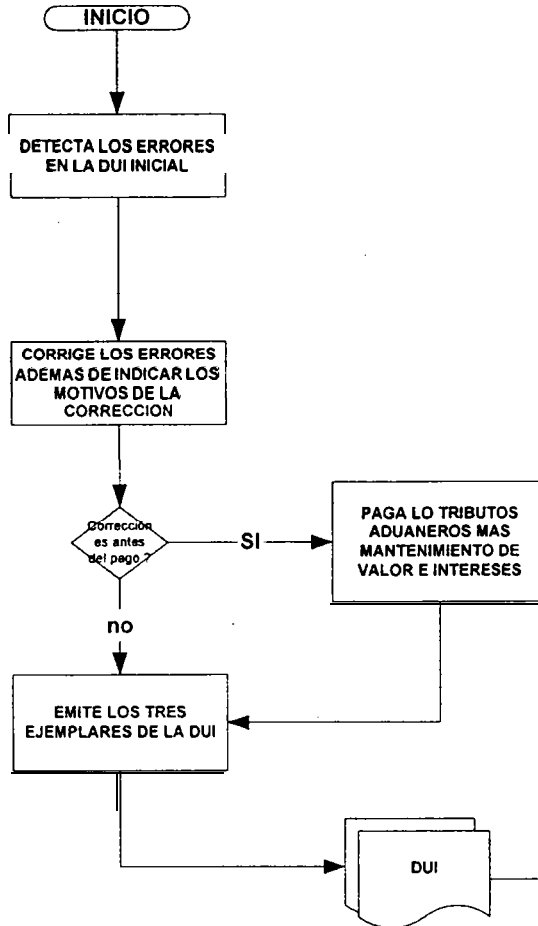 INICIO
DETECTA LOS ERRORES
EN LA DUI INICIAL
CORRIGE LOS ERRORES
ADEMAS DE INDICAR LOS
MOTIVOS DE LA
CORRECCION
Corrección
es antes
del pago ?
SI
PAGA LO TRIBUTOS
ADUANEROS MAS
MANTENIMIENTO DE
VALOR E INTERESES
no
EMITE LOS TRES
EJEMPLARES DE LA DUI
DUI